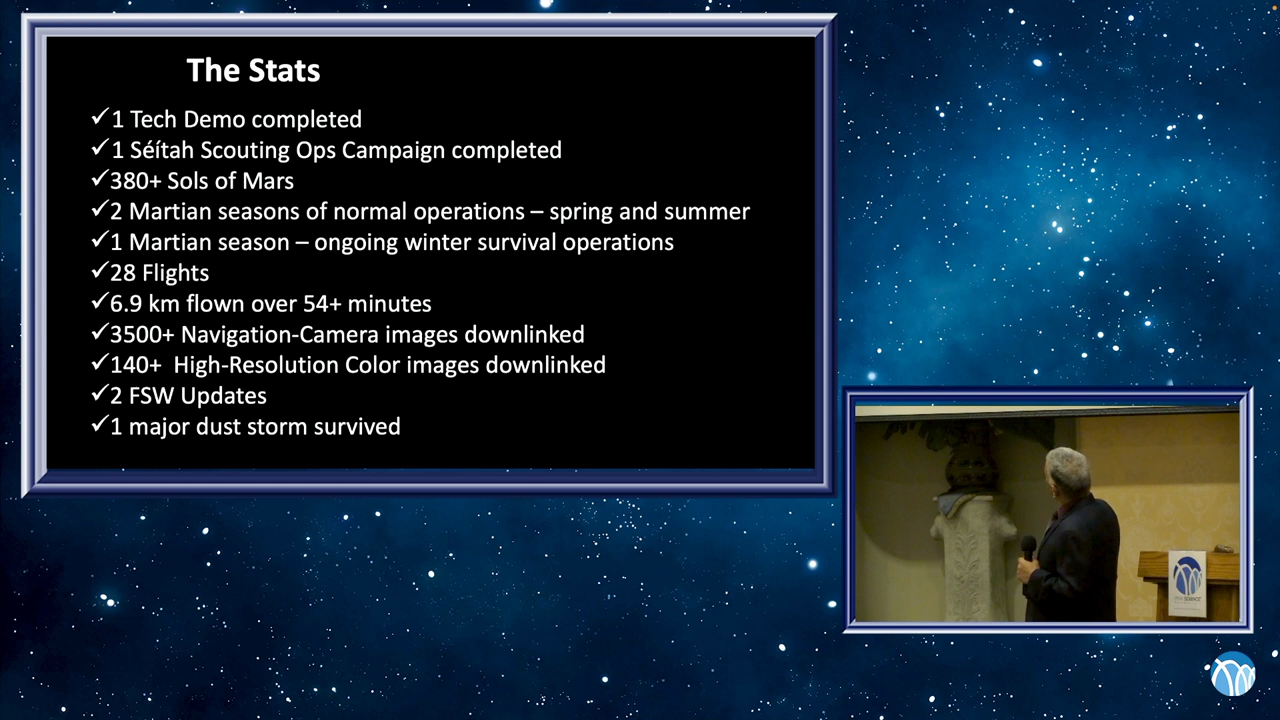 The Stats
✓1 Tech Demo completed
✓1 Séítah Scouting Ops Campaign completed
✓380+ Sols of Mars
✓2 Martian seasons of normal operations – spring and summer
✓1 Martian season – ongoing winter survival operations
✓28 Flights
✓6.9 km flown over 54+ minutes
✓3500+ Navigation-Camera images downlinked
✓140+  High-Resolution Color images downlinked
✓2 FSW Updates
✓1 major dust storm survived